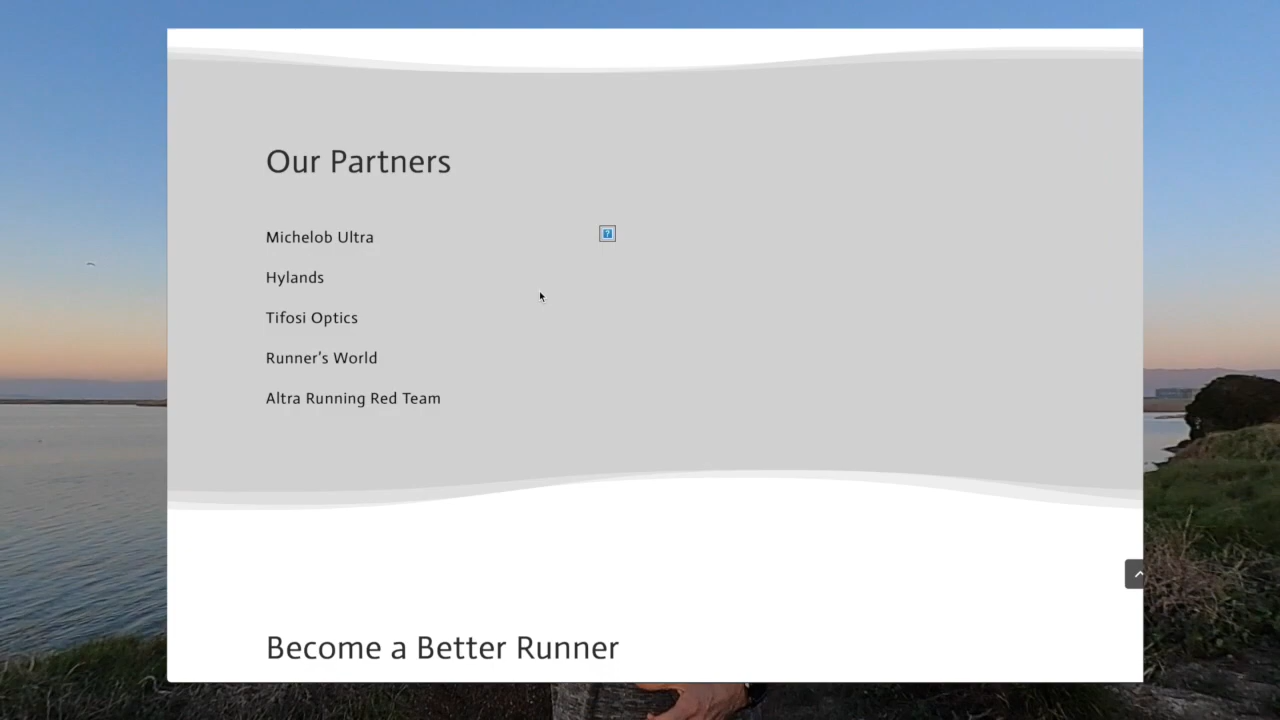 Our Partners
Michelob Ultra
Hylands
Tifosi Optics
Runner's World
Altra Running Red Team
Become a Better Runner